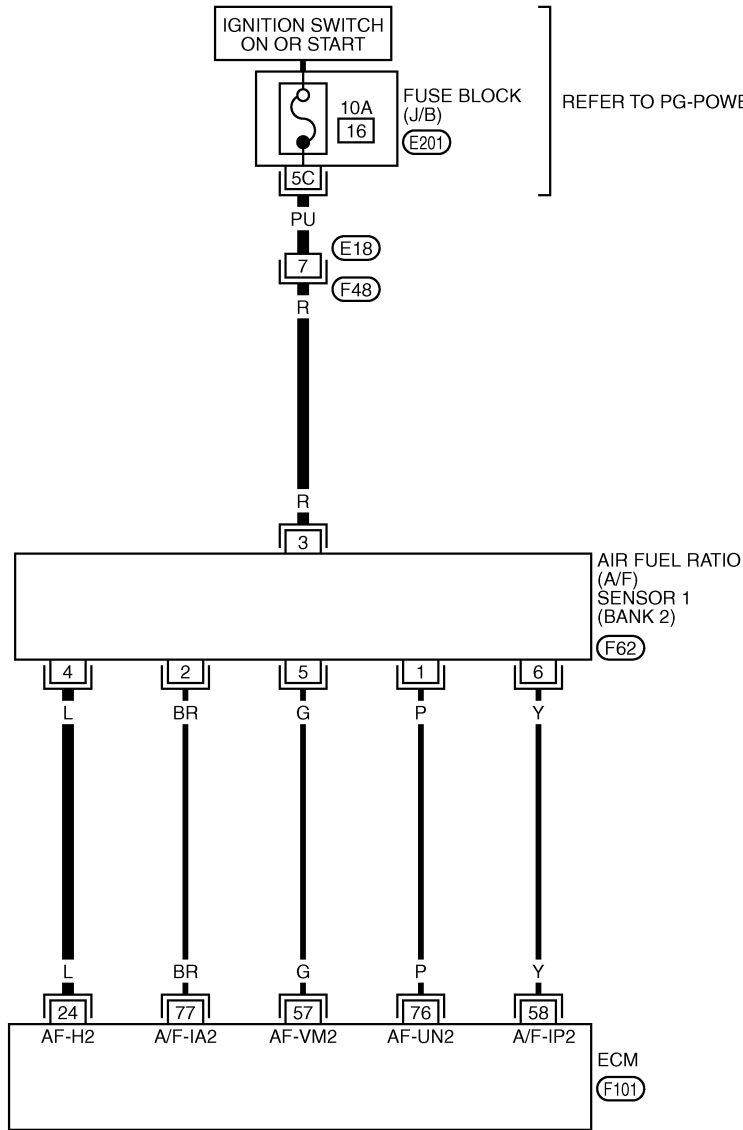 IGNITION SWITCH
ON OR START
10A
16
FUSE BLOCK
(J/B)
E201
REFER TO PG-POWE
5C
PU
E18
7
F48
R
R
3
AIR FUEL RATIO
(A/F)
SENSOR 1
(BANK 2)
F62
4 2 5 1 6
L BR G P Y
L BR G P Y
24 77 57 76 58
AF-H2 A/F-IA2 AF-VM2 AF-UN2 A/F-IP2
ECM
F101